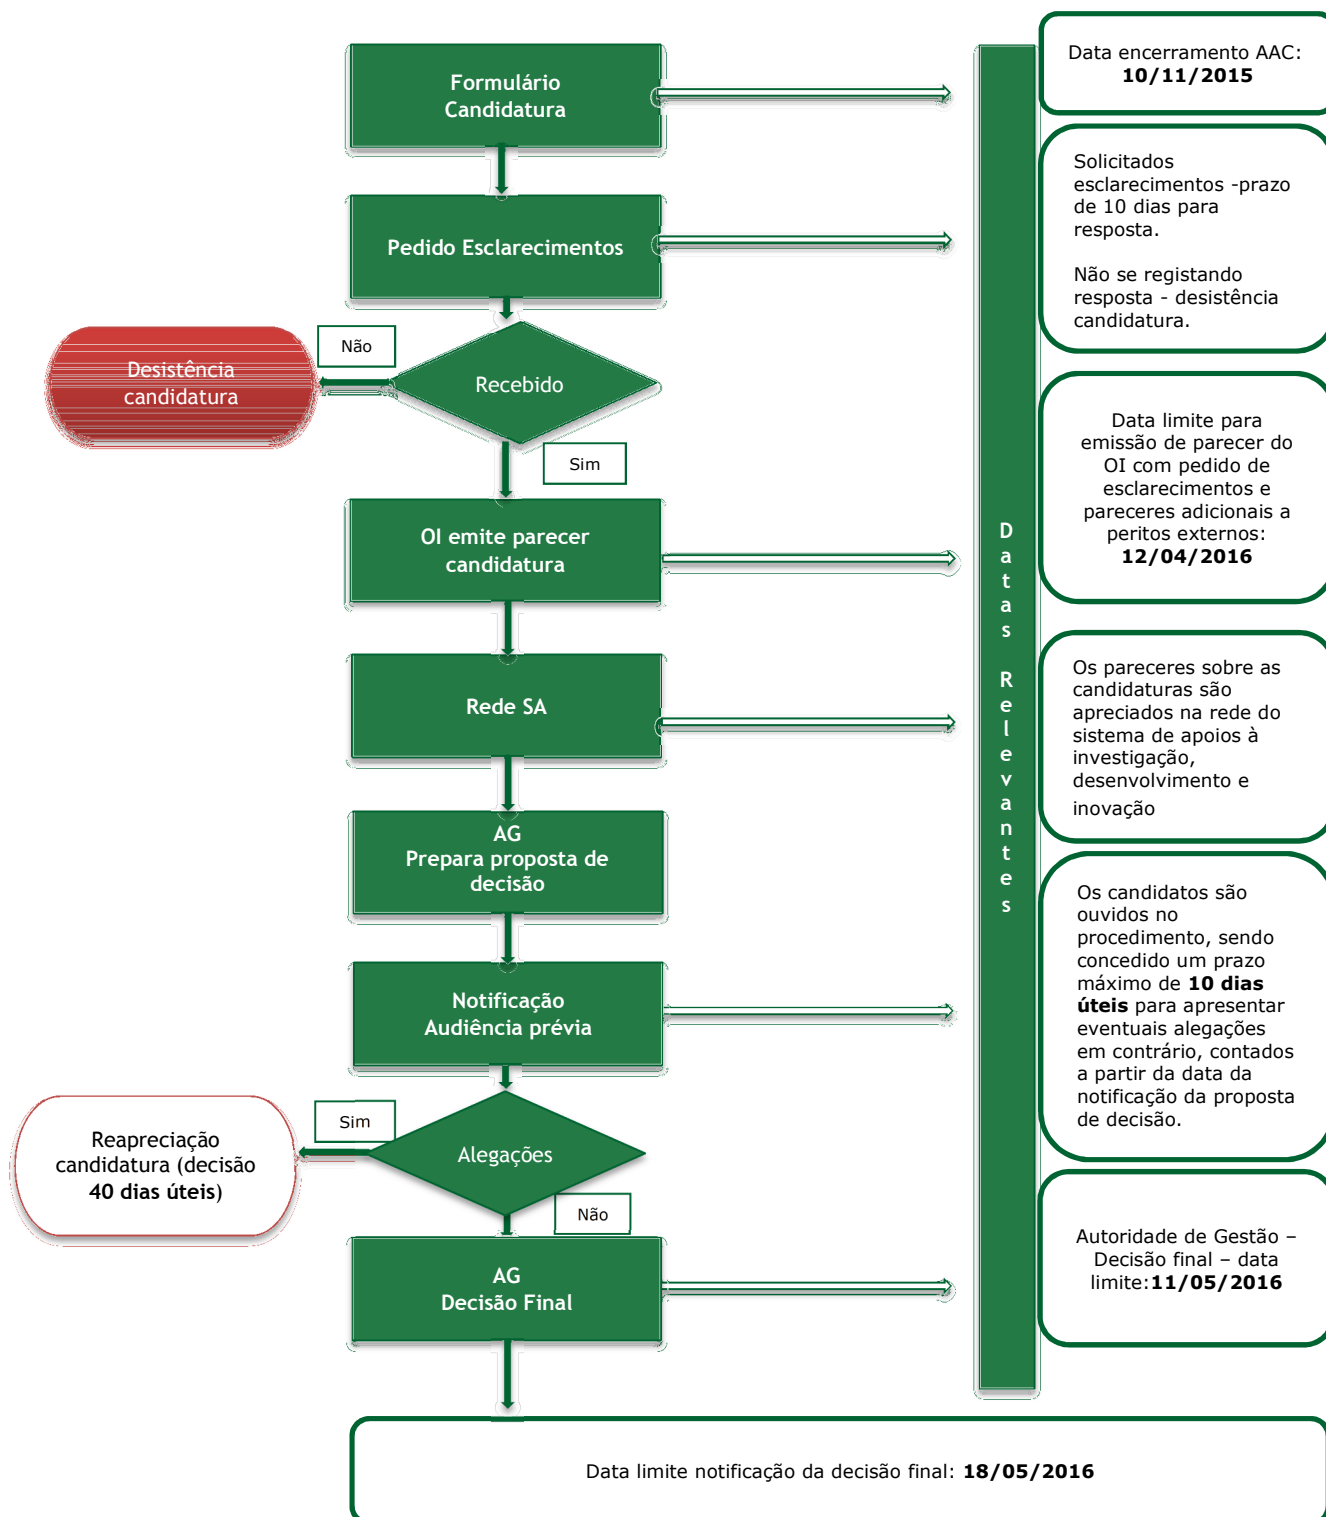 Formulário
Candidatura
Data encerramento AAC:
10/11/2015
Pedido Esclarecimentos
Solicitados
esclarecimentos -prazo
de 10 dias para
resposta.
Não se registando
resposta - desistência
candidatura.
Não
Desistência
candidatura
Recebido
Sim
OI emite parecer
candidatura
Data limite para
emissão de parecer do
OI com pedido de
esclarecimentos e
pareceres adicionais a
peritos externos:
12/04/2016
Datas Relevantes
Rede SA
Os pareceres sobre as
candidaturas são
apreciados na rede do
sistema de apoios à
investigação,
desenvolvimento e
inovação
AG
Prepara proposta de
decisão
Notificação
Audiência prévia
Os candidatos são
ouvidos no
procedimento, sendo
concedido um prazo
máximo de 10 dias
úteis para apresentar
eventuais alegações
em contrário, contados
a partir da data da
notificação da proposta
de decisão.
Sim
Reapreciação
candidatura (decisão
40 dias úteis)
Alegações
Não
AG
Decisão Final
Autoridade de Gestão –
Decisão final – data
limite:11/05/2016
Data limite notificação da decisão final: 18/05/2016